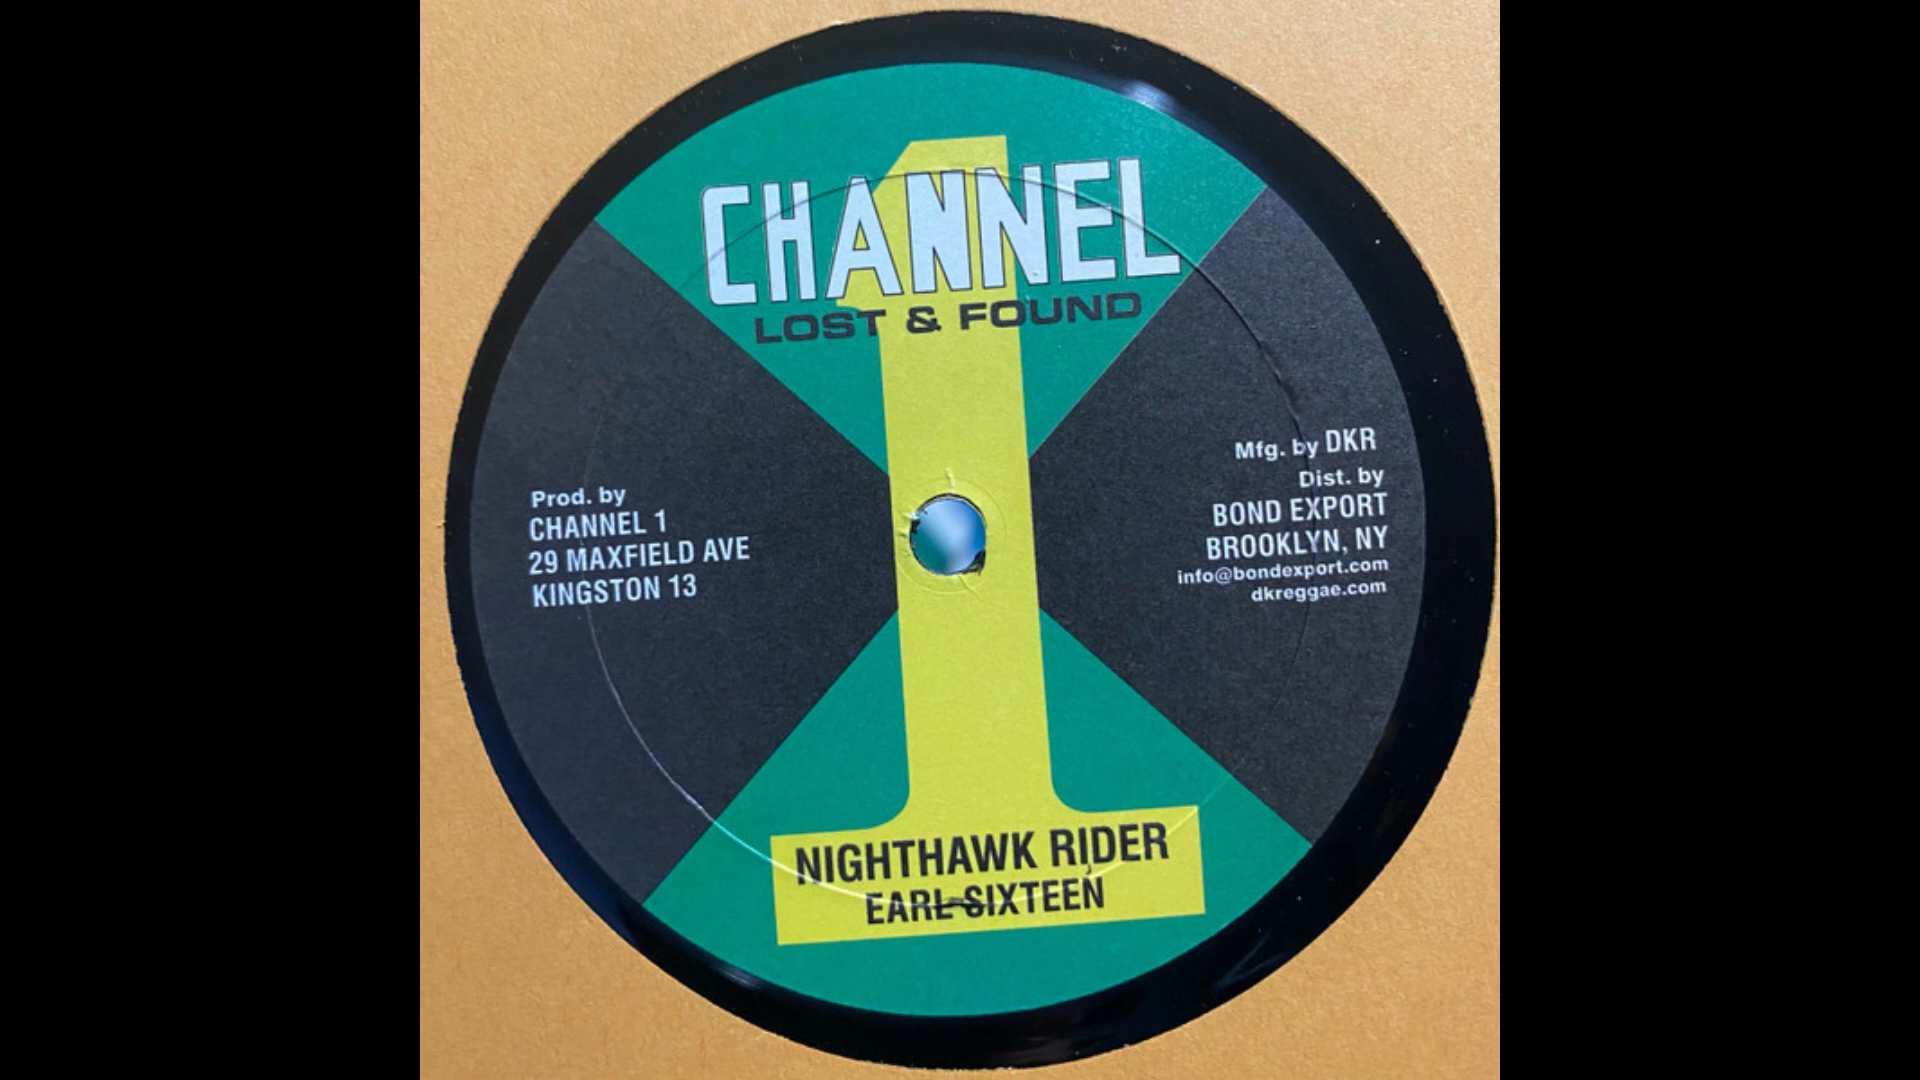 1
CHANNEL
LOST & FOUND
Prod. by
CHANNEL 1
29 MAXFIELD AVE
KINGSTON 13
Mfg. by DKR
Dist. by
BOND EXPORT
BROOKLYN, NY
info@bondexport.com
dkreggae.com
NIGHTHAWK RIDER
EARL SIXTEEN